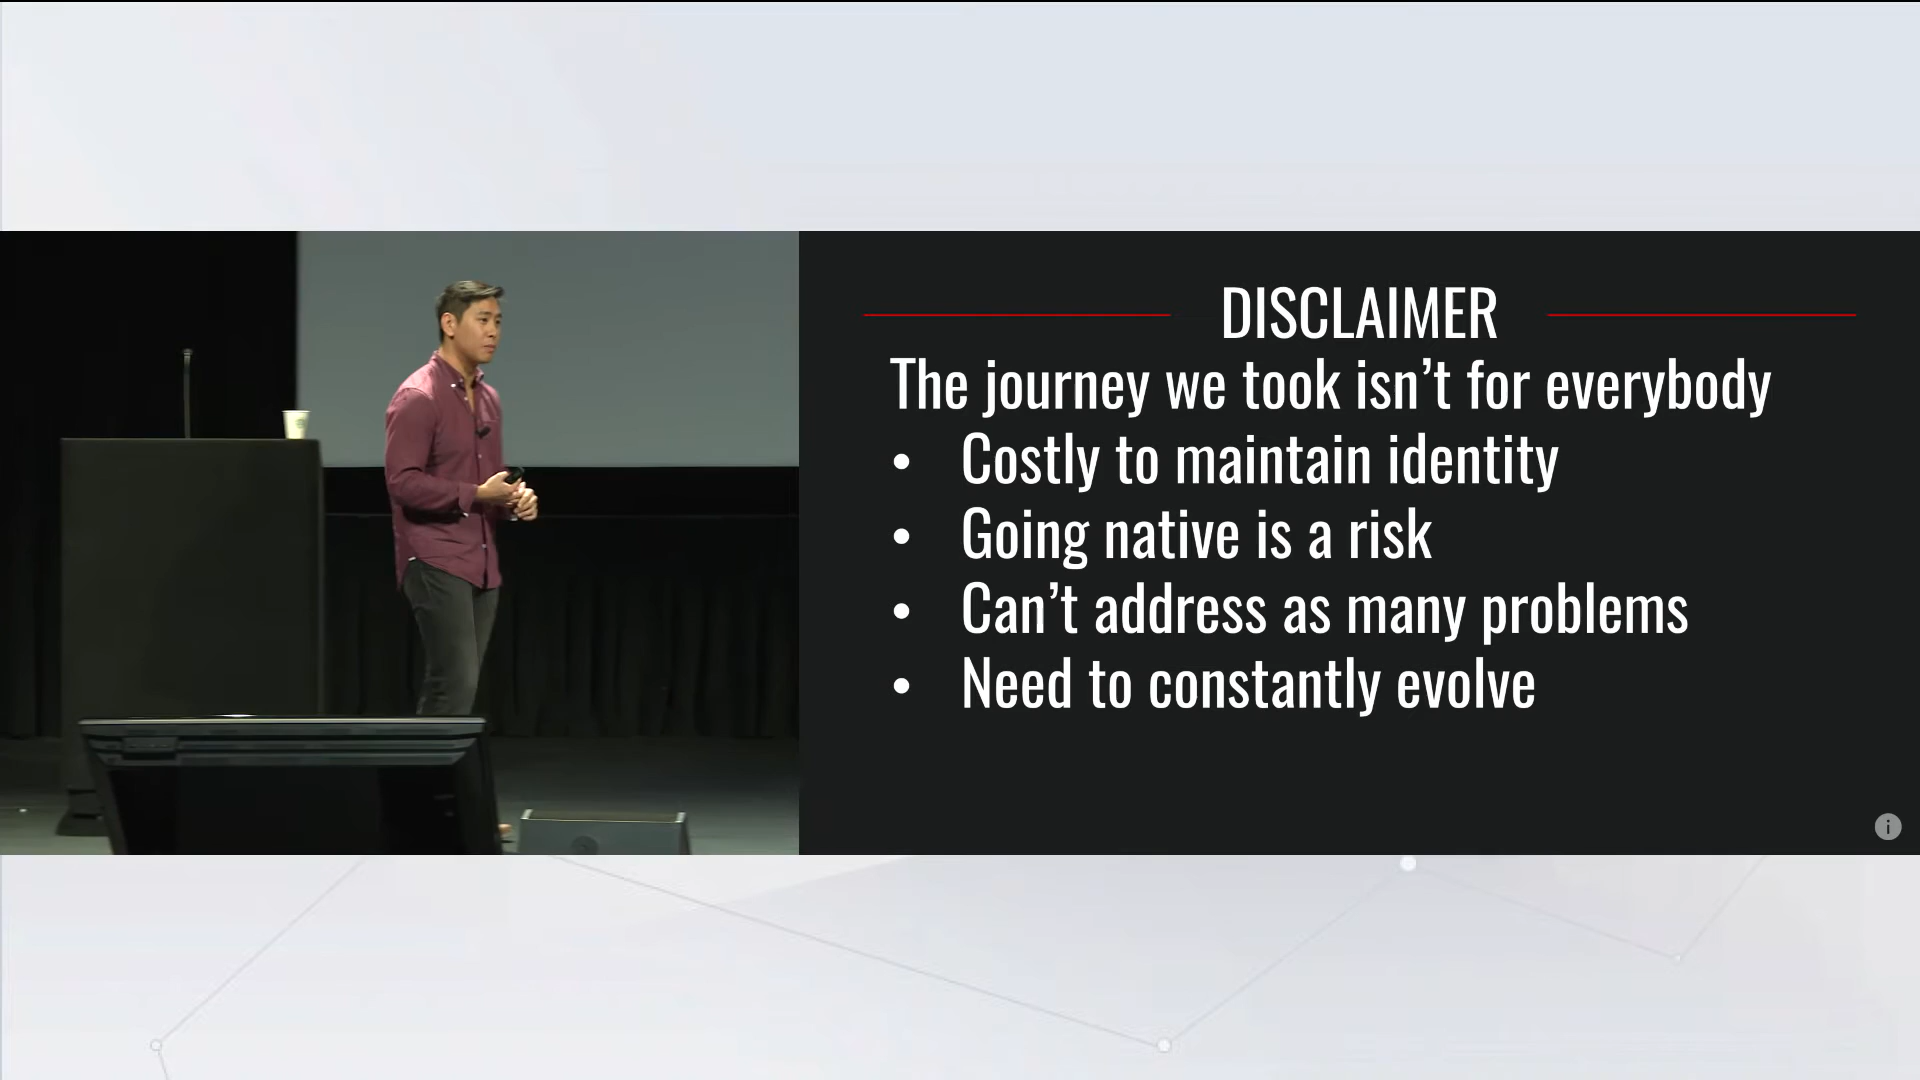 DISCLAIMER
The journey we took isn’t for everybody
• Costly to maintain identity
• Going native is a risk
• Can’t address as many problems
• Need to constantly evolve